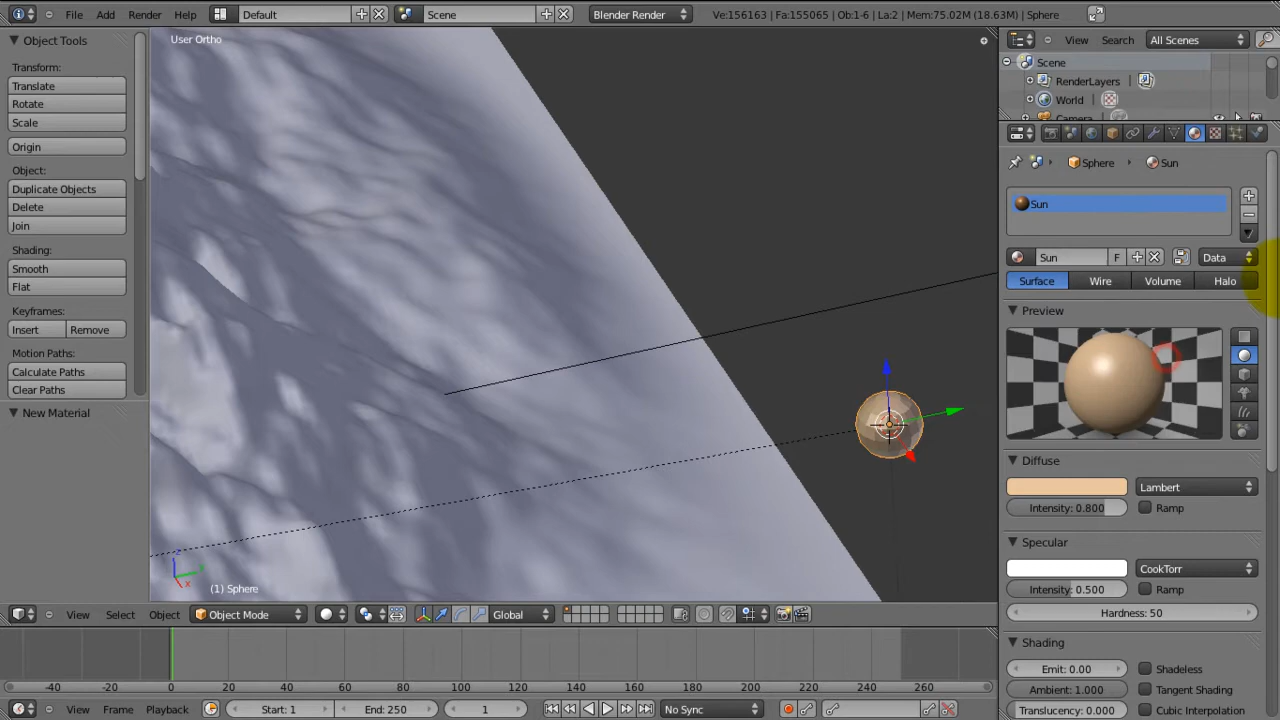 File Add Render Help Default Scene Blender Render Ve:156163 | Fa:155065 | Ob:1-6 | La:2 | Mem:75.02M (18.63M) | Sphere
Object Tools
Transform:
Translate
Rotate
Scale
Origin
Object:
Duplicate Objects
Delete
Join
Shading:
Smooth
Flat
Keyframes:
Insert Remove
Motion Paths:
Calculate Paths
Clear Paths
New Material
User Ortho
z
y
x
(1) Sphere
View Search All Scenes
Scene
RenderLayers |
World |
Camera
Sphere Sun
Sun
Sun F Data
Surface Wire Volume Halo
Preview
Diffuse
Lambert
Intensity: 0.800 Ramp
Specular
CookTorr
Intensity: 0.500 Ramp
Hardness: 50
Shading
Emit: 0.00 Shadeless
Ambient: 1.000 Tangent Shading
Translucency: 0.000 Cubic Interpolation
View Select Object Object Mode Global
-40 -20 0 20 40 60 80 100 120 140 160 180 200 220 240 260
View Frame Playback Start: 1 End: 250 1 No Sync